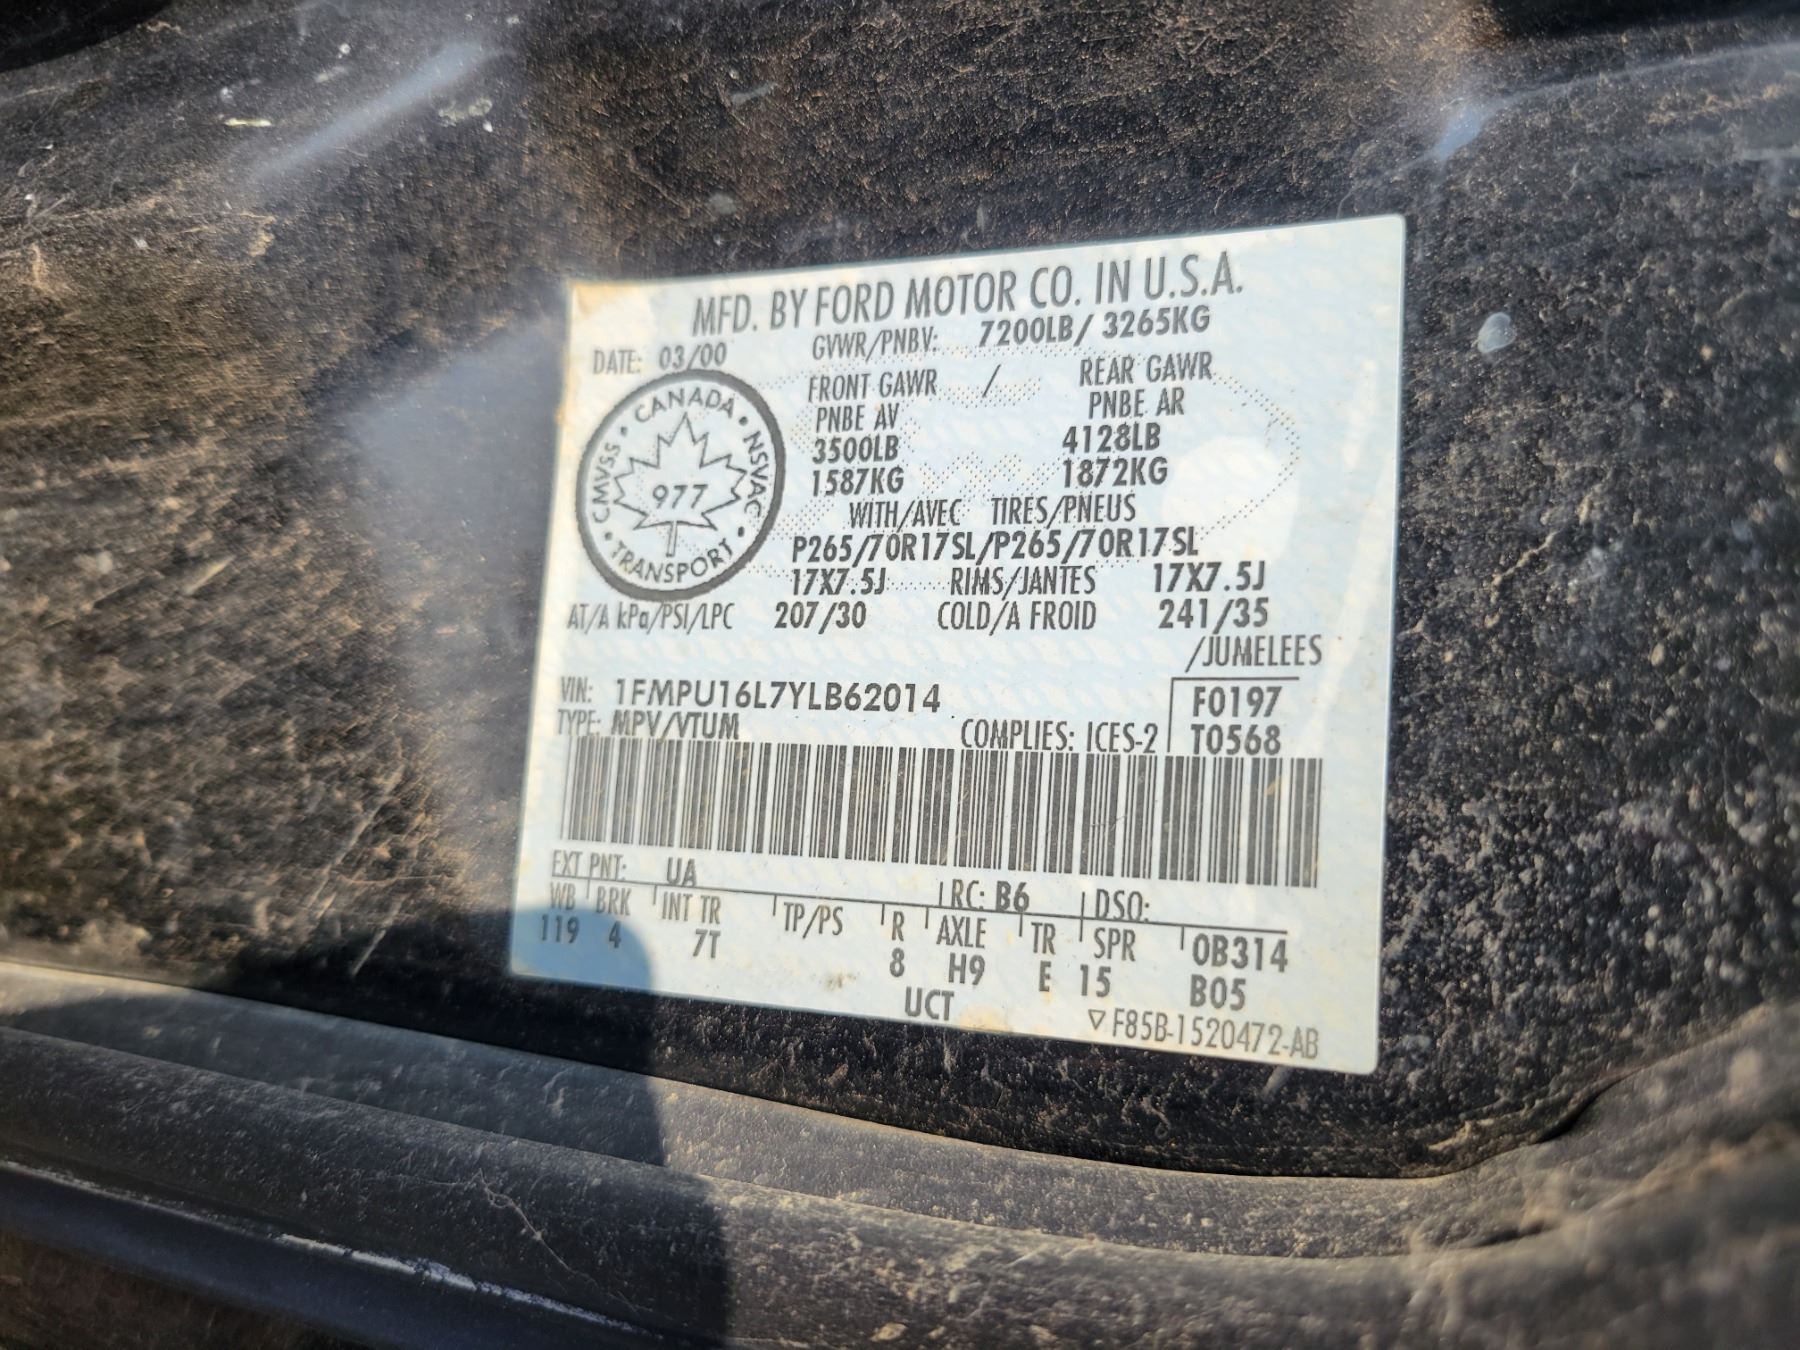 MFD. BY FORD MOTOR CO. IN U.S.A.
DATE: 03/00 GVWR/PNBV: 7200LB/ 3265KG
FRONT GAWR / REAR GAWR
PNBE AV PNBE AR
3500LB 4128LB
1587KG 1872KG
WITH/AVEC TIRES/PNEUS
P265/70R17SL/P265/70R17SL
17X7.5J RIMS/JANTES 17X7.5J
AT/A kPa/PSI/LPC 207/30 COLD/A FROID 241/35
/JUMELEES
CANADA • NSVAC • TRANSPORT • CMVSS •
977
VIN: 1FMPU16L7YLB62014 F0197
TYPE: MPV/VTUM COMPLIES: ICES-2 T0568
EXT PNT: UA RC: B6 DSO:
WB BRK INT TR TP/PS R AXLE TR SPR 0B314
119 4 7T 8 H9 E 15 B05
UCT ▽ F85B-1520472-AB